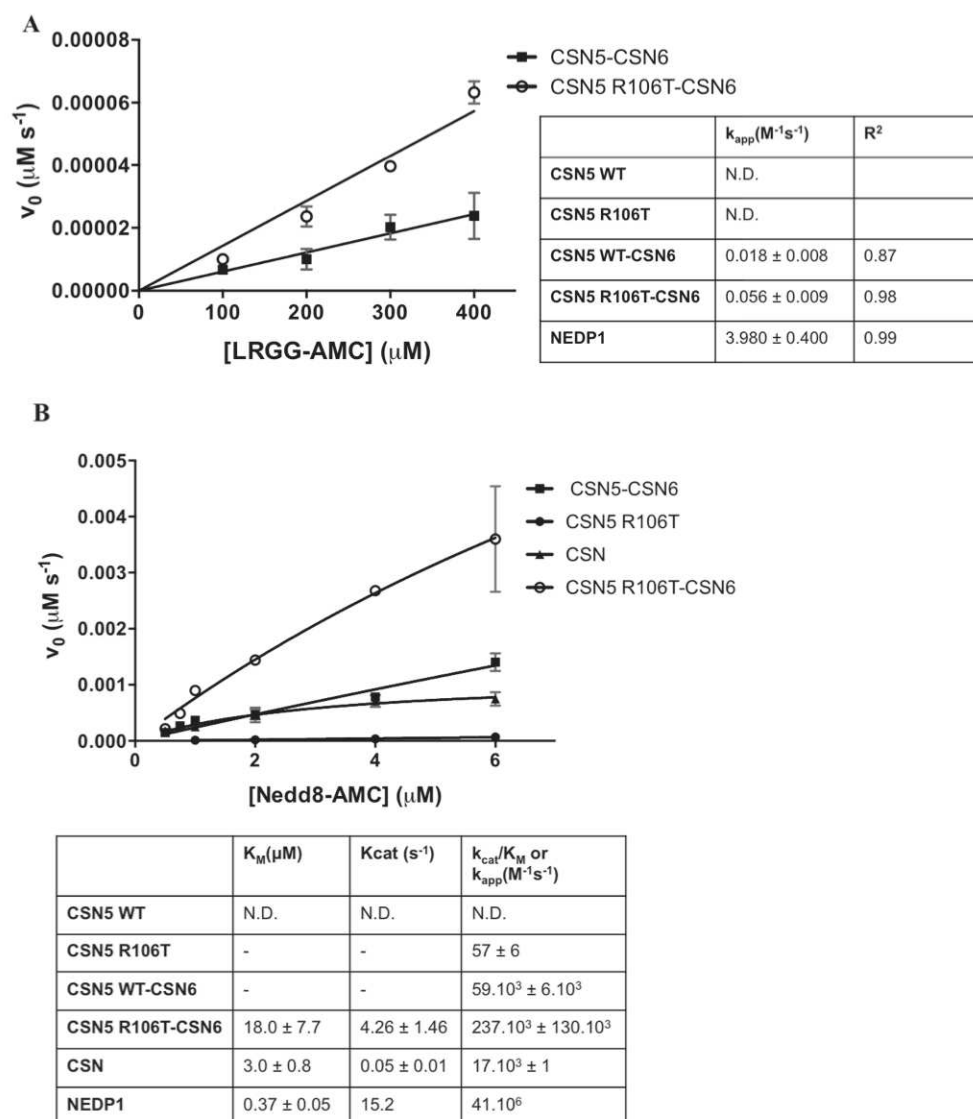 A
0.00008
0.00006
0.00004
0.00002
0.00000
v0 (μM s-1)
0 100 200 300 400
[LRGG-AMC] (μM)
CSN5-CSN6
CSN5 R106T-CSN6
kapp(M-1s-1) R2
CSN5 WT N.D.
CSN5 R106T N.D.
CSN5 WT-CSN6 0.018 ± 0.008 0.87
CSN5 R106T-CSN6 0.056 ± 0.009 0.98
NEDP1 3.980 ± 0.400 0.99
B
0.005
0.004
0.003
0.002
0.001
0.000
v0 (μM s-1)
0 2 4 6
[Nedd8-AMC] (μM)
CSN5-CSN6
CSN5 R106T
CSN
CSN5 R106T-CSN6
KM(μM) Kcat (s-1) kcat/KM or
kapp(M-1s-1)
CSN5 WT N.D. N.D. N.D.
CSN5 R106T - - 57 ± 6
CSN5 WT-CSN6 - - 59.10³ ± 6.10³
CSN5 R106T-CSN6 18.0 ± 7.7 4.26 ± 1.46 237.10³ ± 130.10³
CSN 3.0 ± 0.8 0.05 ± 0.01 17.10³ ± 1
NEDP1 0.37 ± 0.05 15.2 41.10⁶